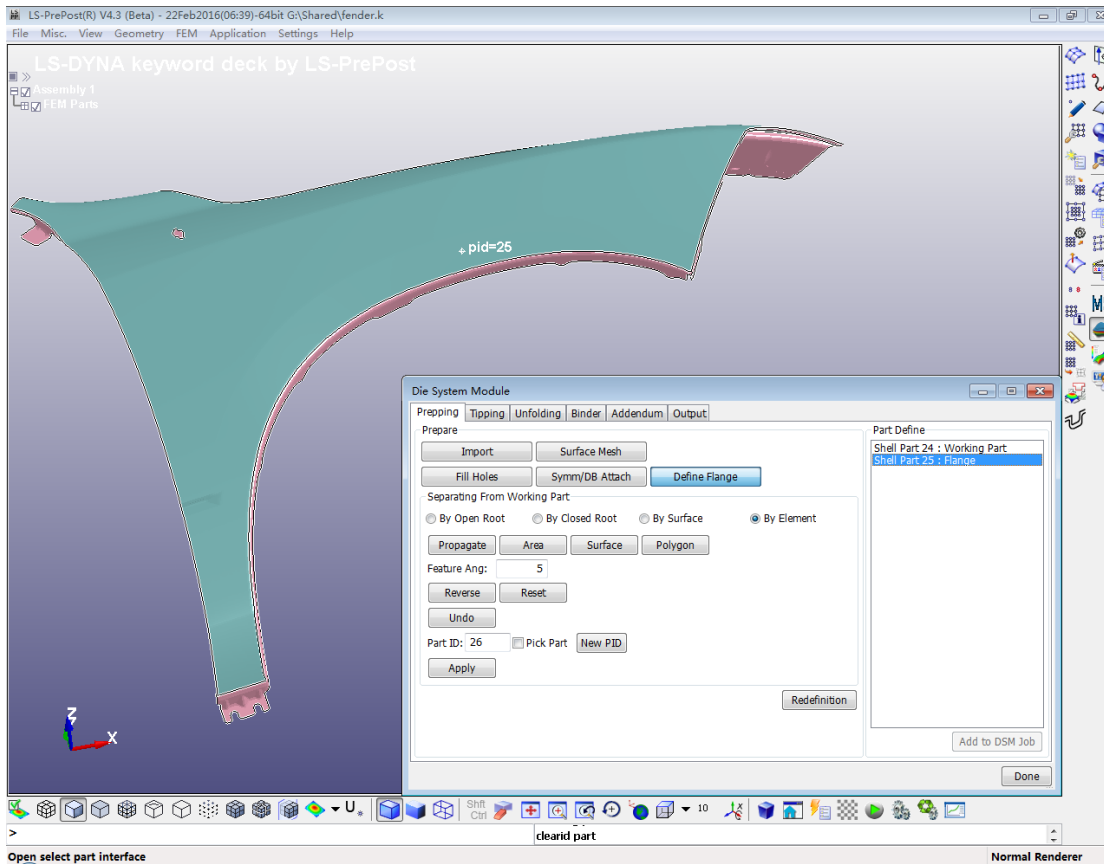 LS-PrePost(R) V4.3 (Beta) - 22Feb2016(06:39)-64bit G:\Shared\fender.k
File Misc. View Geometry FEM Application Settings Help
LS-DYNA keyword deck by LS-PrePost
Assembly 1
FEM Parts
pid=25
Die System Module
Prepping Tipping Unfolding Binder Addendum Output
Prepare
Part Define
Import Surface Mesh
Shell Part 24 : Working Part
Shell Part 25 : Flange
Fill Holes Symm/DB Attach Define Flange
Separating From Working Part
By Open Root By Closed Root By Surface By Element
Propagate Area Surface Polygon
Feature Ang: 5
Reverse Reset
Undo
Part ID: 26 Pick Part New PID
Apply
Redefinition
Add to DSM Job
Done
Z
X
Shft
Ctrl
10
>
clearid part
Open select part interface
Normal Renderer